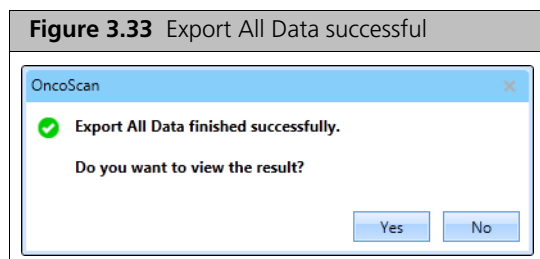 Figure 3.33 Export All Data successful
OncoScan
Export All Data finished successfully.
Do you want to view the result?
Yes No